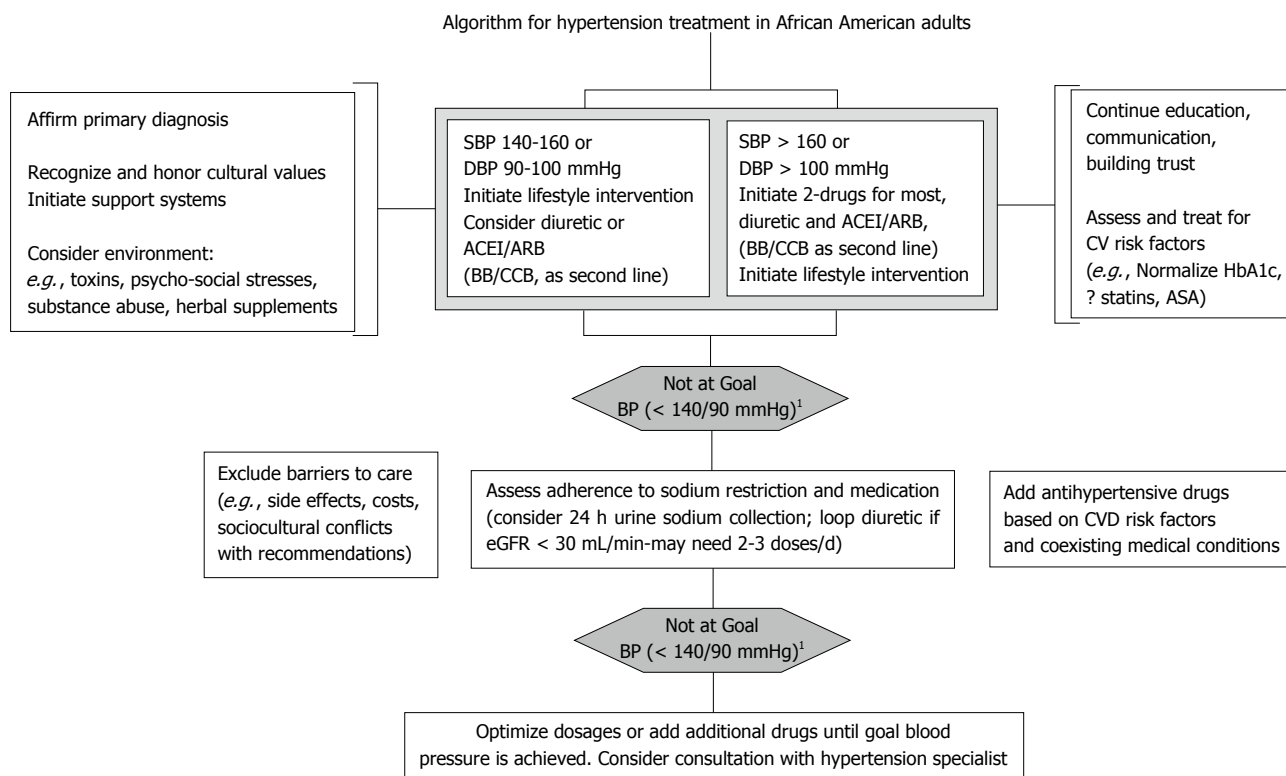 Algorithm for hypertension treatment in African American adults
Affirm primary diagnosis
Recognize and honor cultural values
Initiate support systems
Consider environment:
e.g., toxins, psycho-social stresses,
substance abuse, herbal supplements
SBP 140-160 or
DBP 90-100 mmHg
Initiate lifestyle intervention
Consider diuretic or
ACEI/ARB
(BB/CCB, as second line)
SBP > 160 or
DBP > 100 mmHg
Initiate 2-drugs for most,
diuretic and ACEI/ARB,
(BB/CCB as second line)
Initiate lifestyle intervention
Continue education,
communication,
building trust
Assess and treat for
CV risk factors
(e.g., Normalize HbA1c,
? statins, ASA)
Not at Goal
BP (< 140/90 mmHg)¹
Exclude barriers to care
(e.g., side effects, costs,
sociocultural conflicts
with recommendations)
Assess adherence to sodium restriction and medication
(consider 24 h urine sodium collection; loop diuretic if
eGFR < 30 mL/min-may need 2-3 doses/d)
Add antihypertensive drugs
based on CVD risk factors
and coexisting medical conditions
Not at Goal
BP (< 140/90 mmHg)¹
Optimize dosages or add additional drugs until goal blood
pressure is achieved. Consider consultation with hypertension specialist